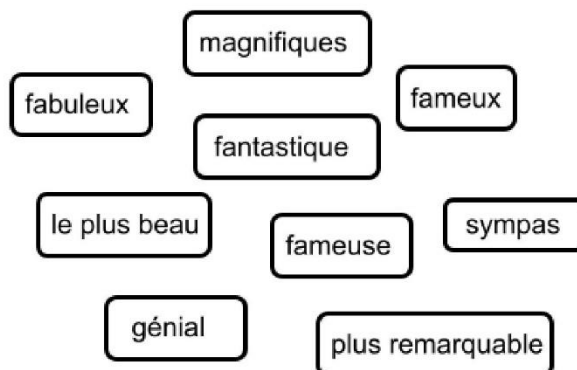 magnifiques
fabuleux
fameux
fantastique
le plus beau
fameuse
sympas
génial
plus remarquable